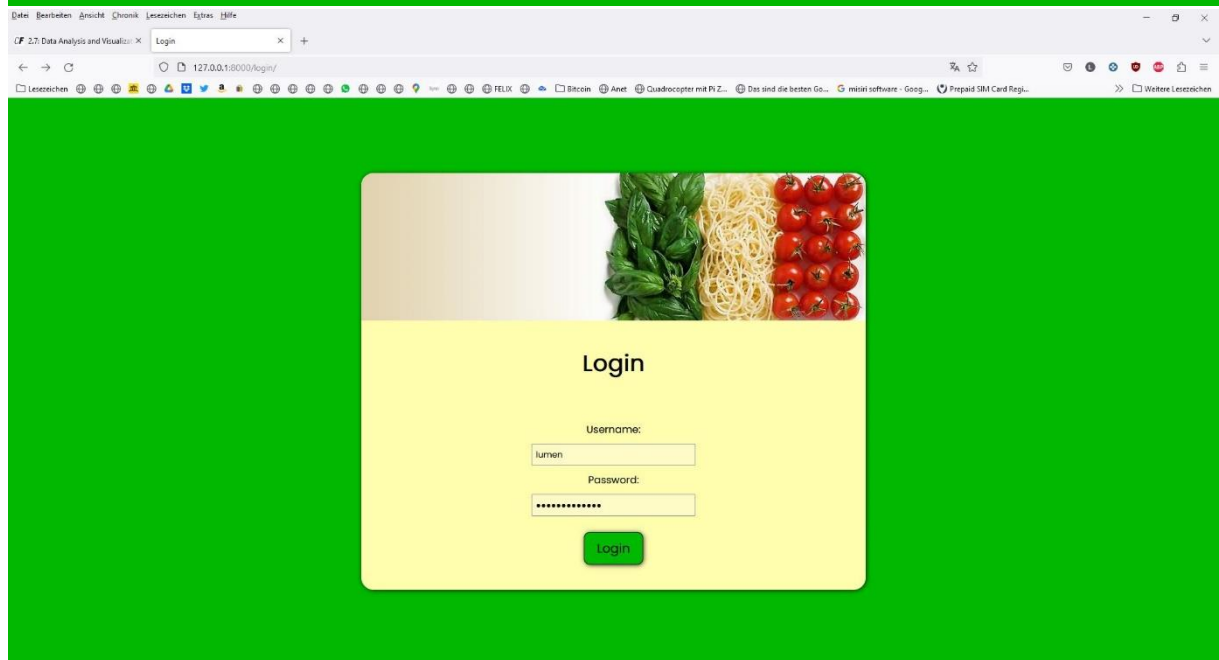 Datei Bearbeiten Ansicht Chronik Lesezeichen Extras Hilfe
CF 2.7: Data Analysis and Visualiza
Login
127.0.0.1:8000/login/
Lesezeichen
FELIX
Bitcoin
Anet
Quadrocopter mit Pi Z...
Das sind die besten Go...
misiri software - Goog...
Prepaid SIM Card Regi...
Weitere Lesezeichen
Login
Username:
lumen
Password:
Login